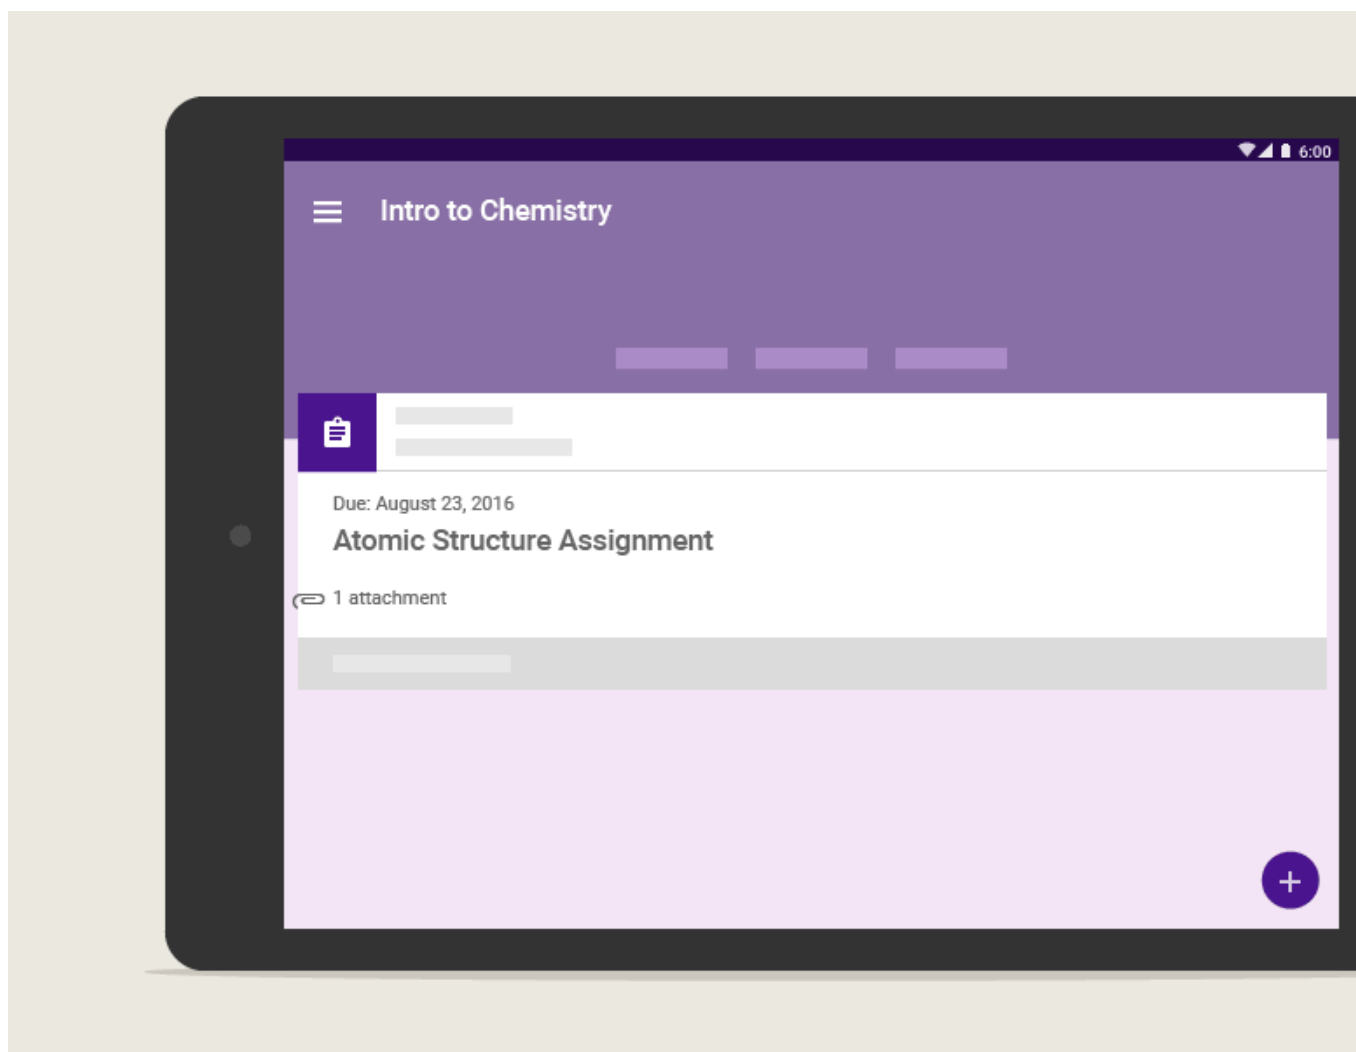 6:00
Intro to Chemistry
Due: August 23, 2016
Atomic Structure Assignment
1 attachment